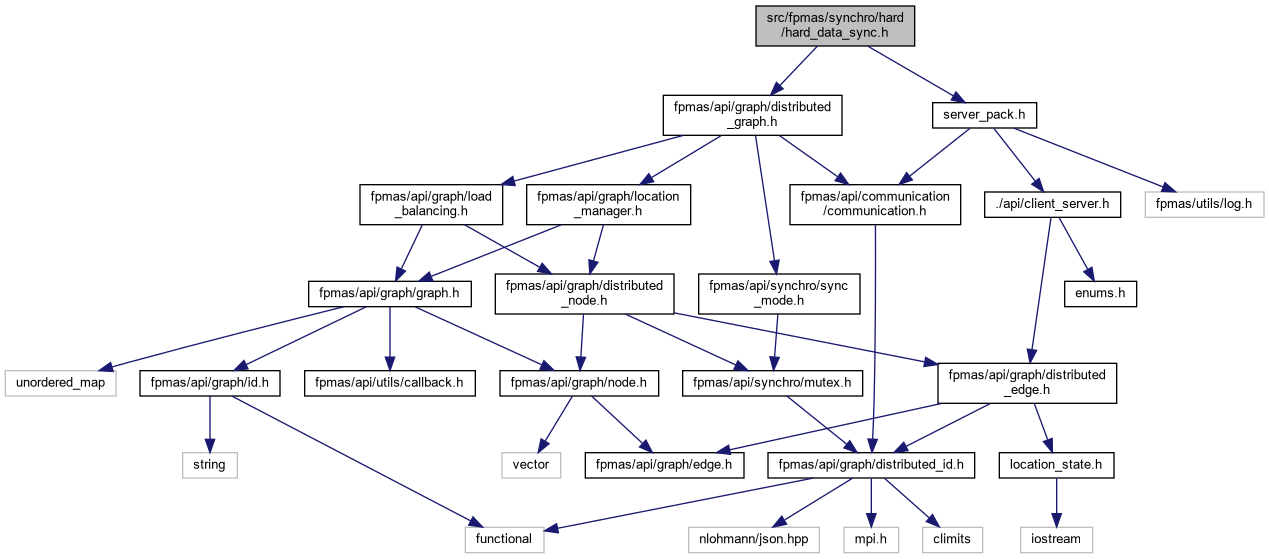 src/fpmas/synchro/hard
/hard_data_sync.h
fpmas/api/graph/distributed
_graph.h
server_pack.h
fpmas/api/graph/load
_balancing.h
fpmas/api/graph/location
_manager.h
fpmas/api/communication
/communication.h
./api/client_server.h
fpmas/utils/log.h
fpmas/api/graph/graph.h
fpmas/api/graph/distributed
_node.h
fpmas/api/synchro/sync
_mode.h
enums.h
unordered_map
fpmas/api/graph/id.h
fpmas/api/utils/callback.h
fpmas/api/graph/node.h
fpmas/api/synchro/mutex.h
fpmas/api/graph/distributed
_edge.h
string
vector
fpmas/api/graph/edge.h
fpmas/api/graph/distributed_id.h
location_state.h
functional
nlohmann/json.hpp
mpi.h
climits
iostream